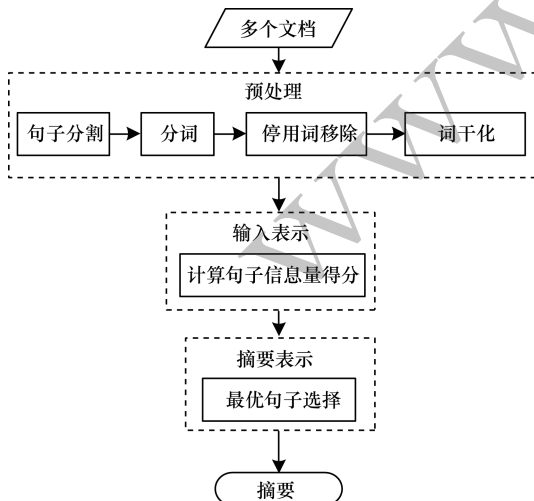 多个文档
预处理
句子分割
分词
停用词移除
词干化
输入表示
计算句子信息量得分
摘要表示
最优句子选择
摘要
WWW